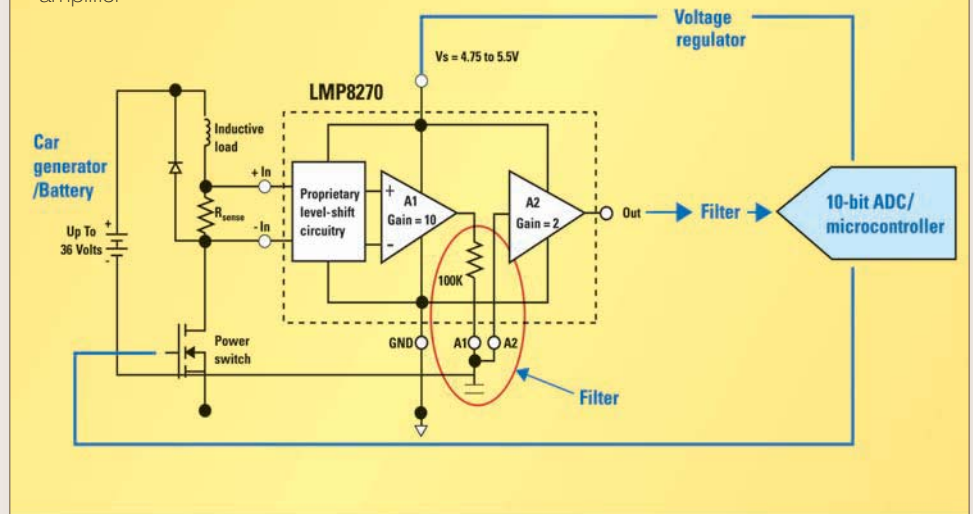 amplifier
Voltage
regulator
Vs = 4.75 to 5.5V
LMP8270
Car
generator
/Battery
Inductive
load
+ In
Rsense
- In
Up To
36 Volts
+
-
Proprietary
level-shift
circuitry
+
A1
Gain = 10
-
A2
Gain = 2
Out
Filter
10-bit ADC/
microcontroller
100K
Power
switch
GND
A1
A2
Filter